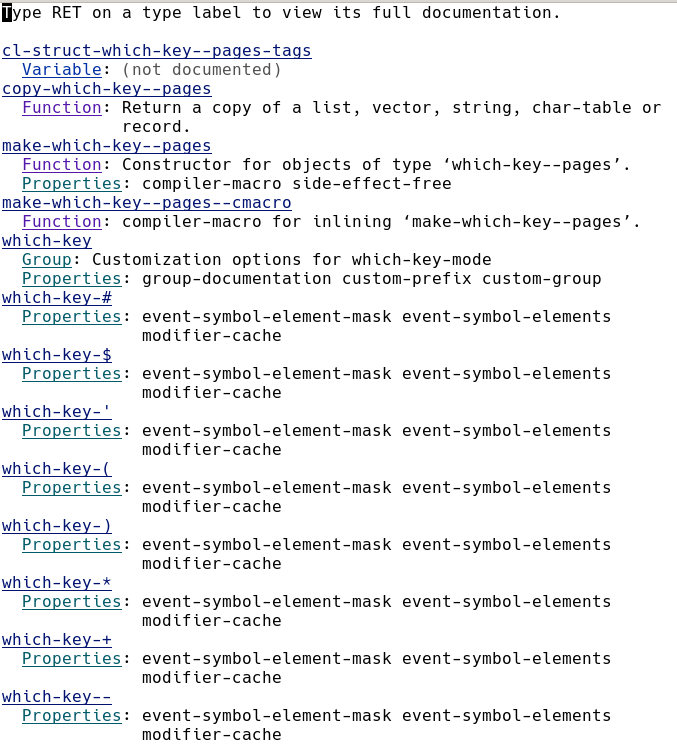 Type RET on a type label to view its full documentation.
cl-struct-which-key--pages-tags
Variable: (not documented)
copy-which-key--pages
Function: Return a copy of a list, vector, string, char-table or
record.
make-which-key--pages
Function: Constructor for objects of type ‘which-key--pages’.
Properties: compiler-macro side-effect-free
make-which-key--pages--cmacro
Function: compiler-macro for inlining ‘make-which-key--pages’.
which-key
Group: Customization options for which-key-mode
Properties: group-documentation custom-prefix custom-group
which-key-#
Properties: event-symbol-element-mask event-symbol-elements
modifier-cache
which-key-$
Properties: event-symbol-element-mask event-symbol-elements
modifier-cache
which-key-'
Properties: event-symbol-element-mask event-symbol-elements
modifier-cache
which-key-(
Properties: event-symbol-element-mask event-symbol-elements
modifier-cache
which-key-)
Properties: event-symbol-element-mask event-symbol-elements
modifier-cache
which-key-*
Properties: event-symbol-element-mask event-symbol-elements
modifier-cache
which-key-+
Properties: event-symbol-element-mask event-symbol-elements
modifier-cache
which-key--
Properties: event-symbol-element-mask event-symbol-elements
modifier-cache